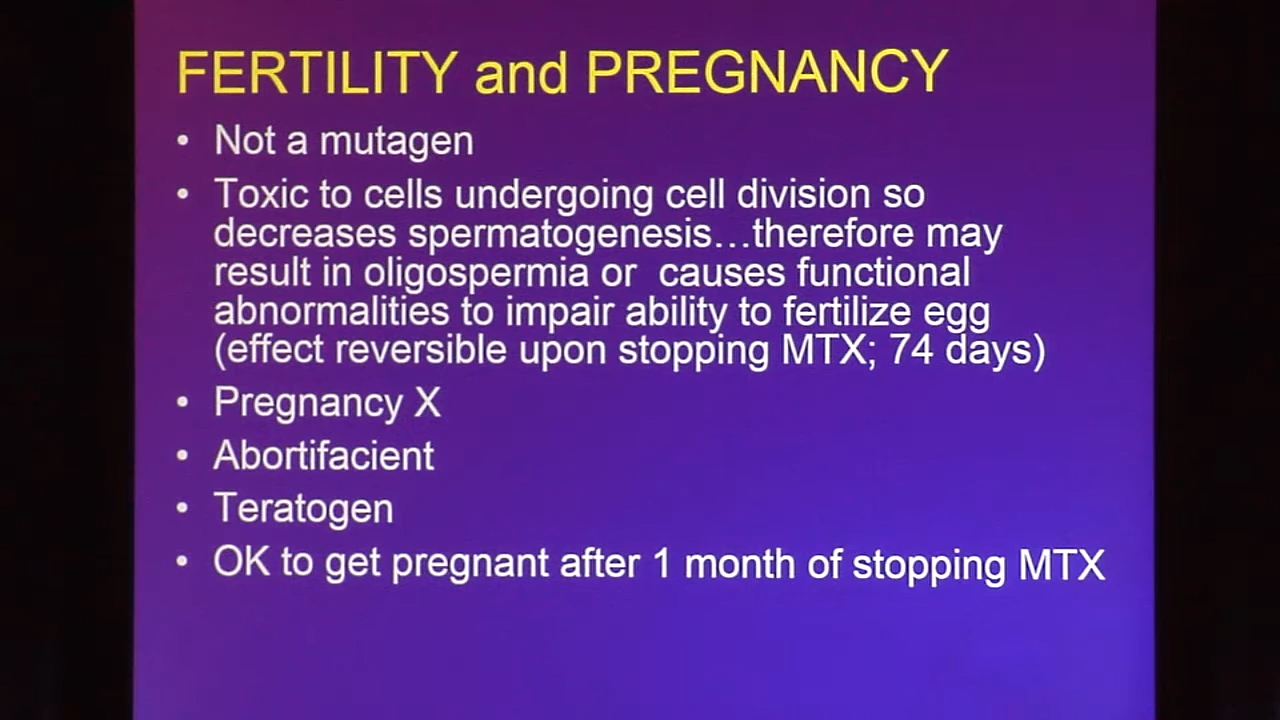 FERTILITY and PREGNANCY
• Not a mutagen
• Toxic to cells undergoing cell division so
decreases spermatogenesis…therefore may
result in oligospermia or  causes functional
abnormalities to impair ability to fertilize egg
(effect reversible upon stopping MTX; 74 days)
• Pregnancy X
• Abortifacient
• Teratogen
• OK to get pregnant after 1 month of stopping MTX